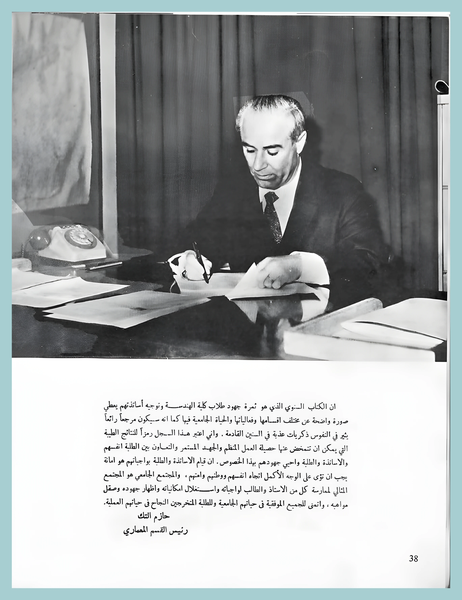 ان الكتاب السنوي الذي هو ثمرة جهود طلاب كلية الهندســـة وتوجيه أساتذتهم يعطي
صورة واضحة عن مختلف اقسامها وفعالياتها والحياة الجامعية فيها كما انه سيكون مرجعاً رائعاً
يثير في النفوس ذكريات عذبة في السنين القادمة . واني اعتبر هــذا السجل رمزاً للنتائج الطيبة
التي يمكن ان تتمخض عنها حصيلة العمل المنظم والجهــد المستمر والتعــاون بين الطلبة انفسهم
والاساتذة والطلبة واحيي جهودهم بهذا الخصوص . ان قيام الاساتذة والطلبة بواجباتهم هو امانة
يجب ان تؤدى على الوجه الأكمل اتجاه انفسهم ووطنهم وامتهم . والمجتمع الجامعي هو المجتمع
المثالي لممارسة كل من الاستاذ والطالب لواجباته واستغلال امكانياته واظهار جهوده وصقل
مواهبه . واتمنى للجميع الموفقية في حياتهم الجامعية وللطلبة المتخرجين النجاح في حياتهم العملية.
حازم التك
رئيس القسم المعماري
38